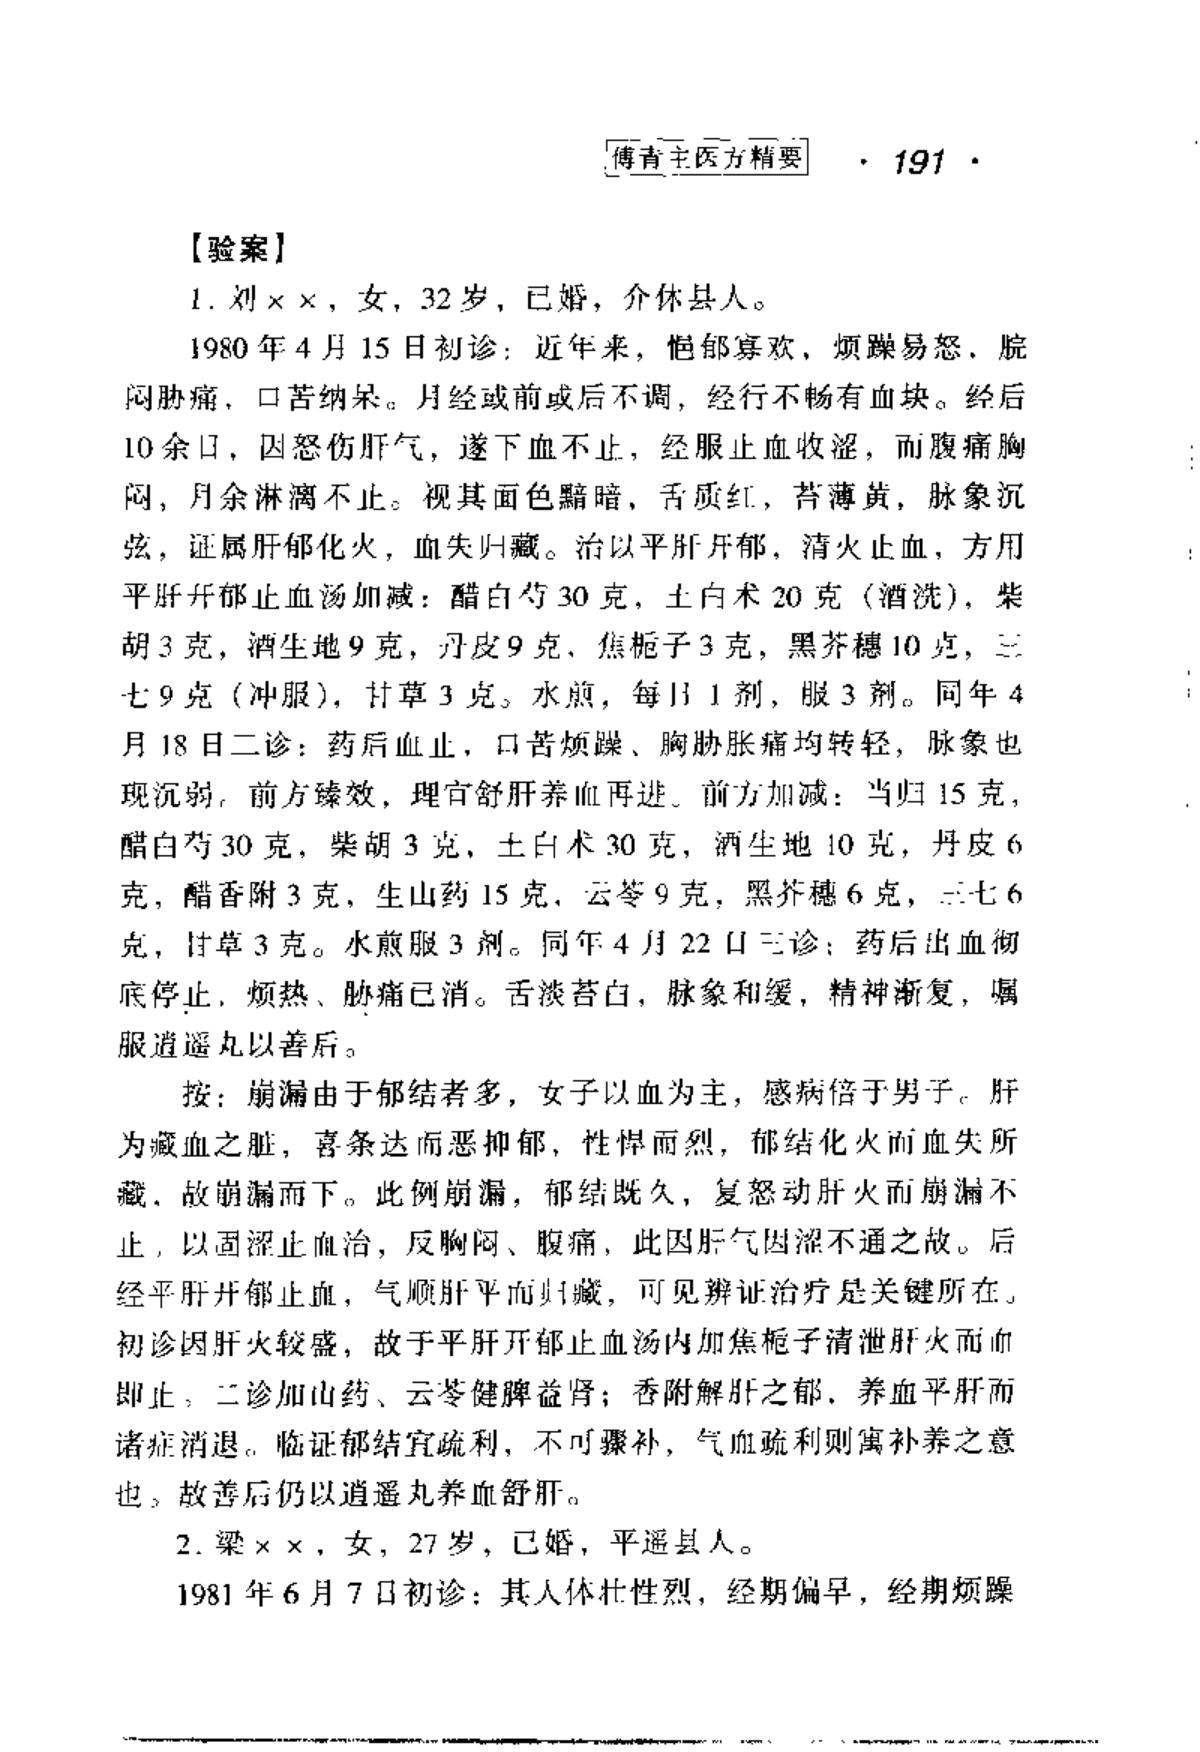 傅青主医方精要 · 191 ·
【验案】
1. 刘××，女，32岁，已婚，介休县人。
1980年4月15日初�：近年来，悒郁寡欢，烦躁易怒，脘
闷胁痛，口苦纳呆。月经或前或后不调，经行不畅有血块。经后
10余日，因怒伤肝气，遂下血不止，经服止血收涩，而腹痛胸
闷，月余淋漓不止。视其面色黯暗，舌质红，苔薄黄，脉象沉
弦，证属肝郁化火，血失归藏。治以平肝开郁，清火止血，方用
平肝开郁止血汤加减：醋白芍30克，土白术20克（酒洗），柴
胡3克，酒生地9克，丹皮9克，焦栀子3克，黑芥穗10克，三
七9克（冲服），甘草3克。水煎，每日1剂，服3剂。同年4
月18日二诊：药后血止，口苦烦躁、胸胁胀痛均转轻，脉象也
现沉弱。前方臻效，理宜舒肝养血再进。前方加减：当归15克，
醋白芍30克，柴胡3克，土白术30克，酒生地10克，丹皮6
克，醋香附3克，生山药15克，云苓9克，黑芥穗6克，三七6
克，甘草3克。水煎服3剂。同年4月22日三诊：药后出血彻
底停止，烦热、胁痛已消。舌淡苔白，脉象和缓，精神渐复，嘱
服逍遥丸以善后。
按：崩漏由于郁结者多，女子以血为主，感病倍于男子。肝
为藏血之脏，喜条达而恶抑郁，性悍而烈，郁结化火而血失所
藏，故崩漏而下。此例崩漏，郁结既久，复怒动肝火而崩漏不
止，以固涩止血治，反胸闷、腹痛，此因肝气因涩不通之故。后
经平肝开郁止血，气顺肝平而归藏，可见辨证治疗是关键所在。
初诊因肝火较盛，故于平肝开郁止血汤内加焦栀子清泄肝火而血
即止，二诊加山药、云苓健脾益肾；香附解肝之郁，养血平肝而
诸症消退。临证郁结宜疏利，不可骤补，气血疏利则寓补养之意
也，故善后仍以逍遥丸养血舒肝。
2. 梁××，女，27岁，已婚，平遥县人。
1981年6月7日初诊：其人体壮性烈，经期偏早，经期烦躁